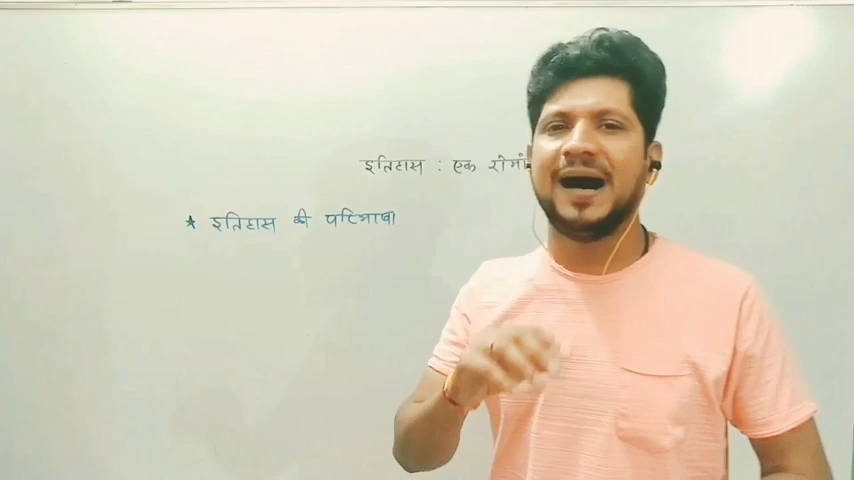 इतिहास : एक रोमां
* इतिहास की परिभाषा